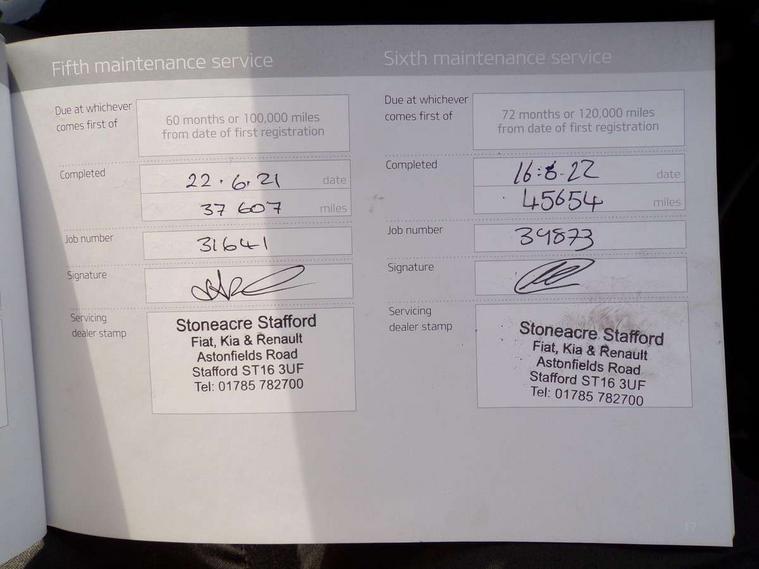 Fifth maintenance service
Due at whichever
comes first of
60 months or 100,000 miles
from date of first registration
Completed
22.6.21 date
37 607 miles
Job number
31641
Signature
Servicing
dealer stamp
Stoneacre Stafford
Fiat, Kia & Renault
Astonfields Road
Stafford ST16 3UF
Tel: 01785 782700
Sixth maintenance service
Due at whichever
comes first of
72 months or 120,000 miles
from date of first registration
Completed
16:8.22 date
45654 miles
Job number
39873
Signature
Servicing
dealer stamp
Stoneacre Stafford
Fiat, Kia & Renault
Astonfields Road
Stafford ST16 3UF
Tel: 01785 782700
17